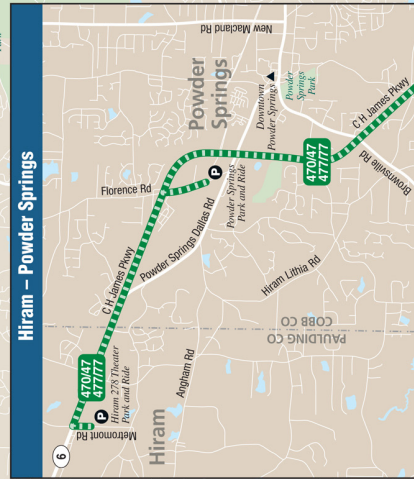 Hiram – Powder Springs
6
Metromont Rd
P
Hiram 278 Theater
Park and Ride
470/47
477/77
Hiram
C H James Pkwy
Angham Rd
Powder Springs Dallas Rd
Florence Rd
P
Powder Springs
Park and Ride
PAULDING CO
COBB CO
Hiram Lithia Rd
Powder
Springs
New Macland Rd
Downtown
Powder Springs
Powder
Springs
Park
470/47
477/77
C H James Pkwy
Brownsville Rd